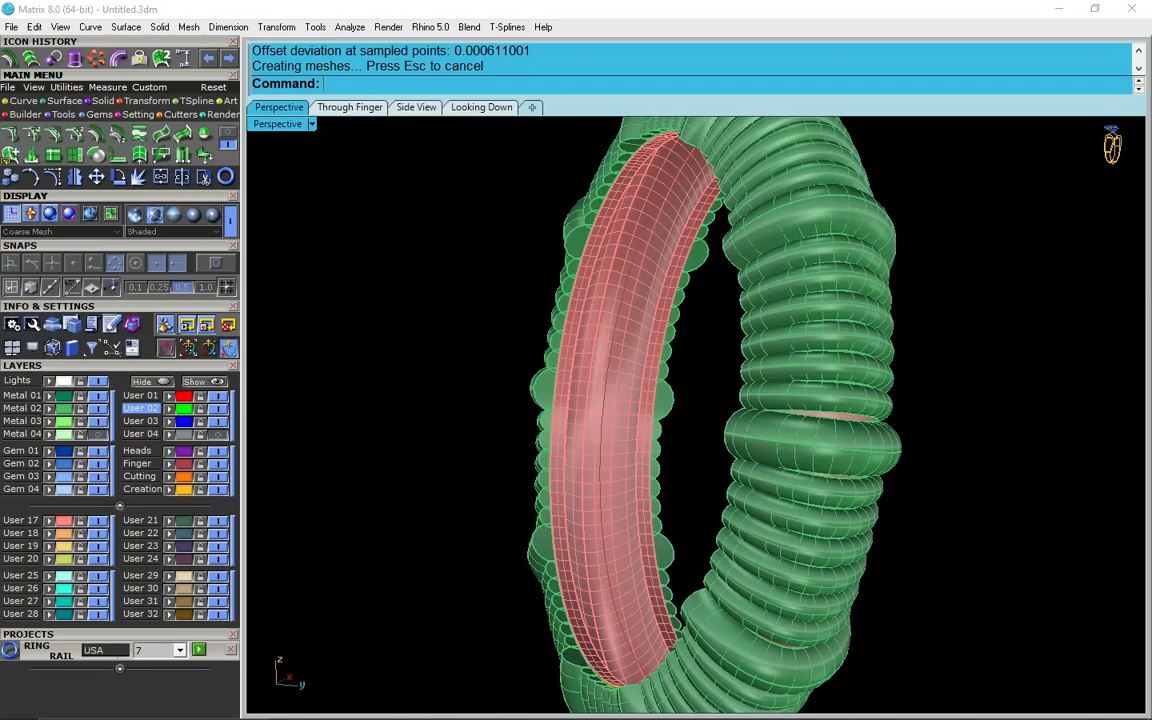 Matrix 8.0 (64-bit) - Untitled.3dm
File Edit View Curve Surface Solid Mesh Dimension Transform Tools Analyze Render Rhino 5.0 Blend T-Splines Help
ICON HISTORY
MAIN MENU
File View Utilities Measure Custom Reset
Curve Surface Solid Transform TSpline Art
Builder Tools Gems Setting Cutters Render
DISPLAY
Coarse Mesh Shaded
SNAPS
0.1 0.25 0.5 1.0
INFO & SETTINGS
LAYERS
Lights Hide Show
Metal 01 User 01
Metal 02 User 02
Metal 03 User 03
Metal 04 User 04
Gem 01 Heads
Gem 02 Finger
Gem 03 Cutting
Gem 04 Creation
User 17 User 21
User 18 User 22
User 19 User 23
User 20 User 24
User 25 User 29
User 26 User 30
User 27 User 31
User 28 User 32
PROJECTS
RING RAIL USA 7
Offset deviation at sampled points: 0.000611001
Creating meshes... Press Esc to cancel
Command:
Perspective Through Finger Side View Looking Down
Perspective
z
x
y